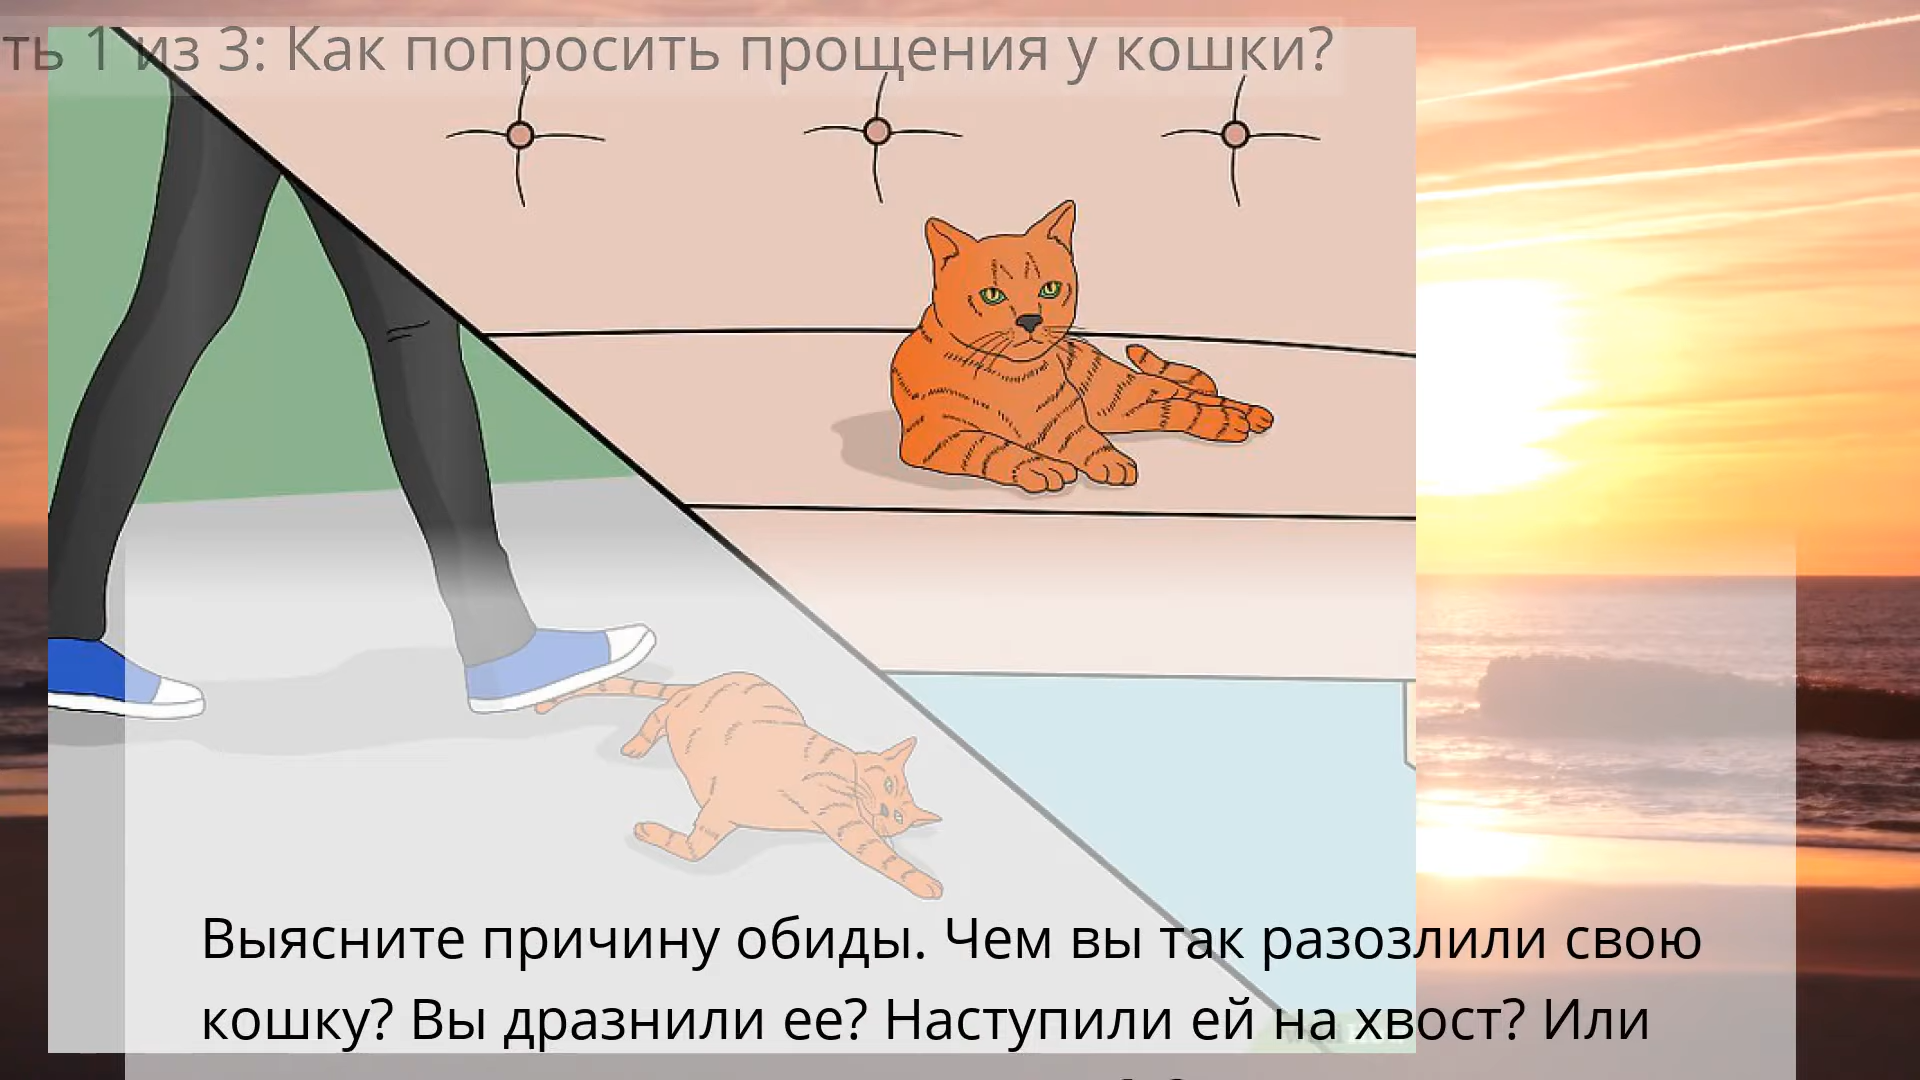 ть 1 из 3: Как попросить прощения у кошки?
Выясните причину обиды. Чем вы так разозлили свою
кошку? Вы дразнили ее? Наступили ей на хвост? Или